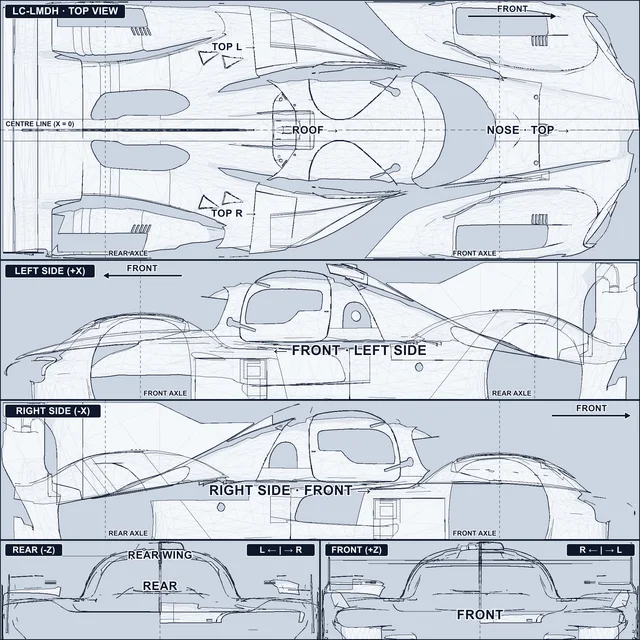 LC-LMDH · TOP VIEW
FRONT
TOP L →
CENTRE LINE (X = 0)
ROOF →
NOSE · TOP →
TOP R →
REAR AXLE
FRONT AXLE
LEFT SIDE (+X)
FRONT
← FRONT · LEFT SIDE
FRONT AXLE
REAR AXLE
RIGHT SIDE (-X)
FRONT
RIGHT SIDE · FRONT →
REAR AXLE
FRONT AXLE
REAR (-Z)
L ← | → R
REAR WING
REAR
FRONT (+Z)
R ← | → L
FRONT